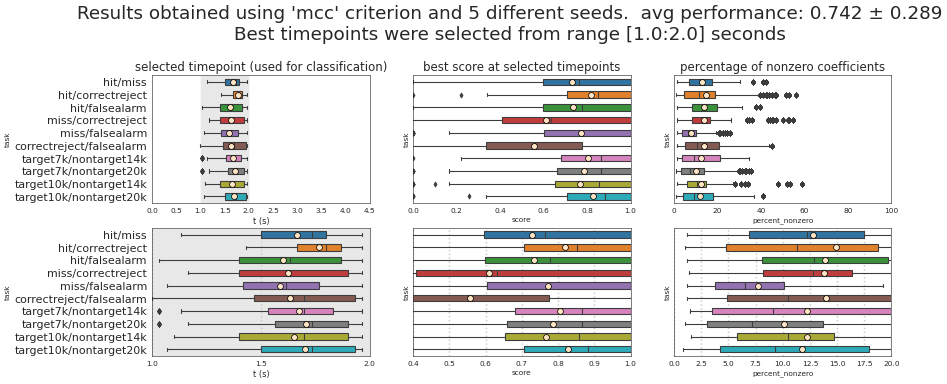 Results obtained using 'mcc' criterion and 5 different seeds.  avg performance: 0.742 ± 0.289
Best timepoints were selected from range [1.0:2.0] seconds
selected timepoint (used for classification)
best score at selected timepoints
percentage of nonzero coefficients
task
hit/miss
hit/correctreject
hit/falsealarm
miss/correctreject
miss/falsealarm
correctreject/falsealarm
target7k/nontarget14k
target7k/nontarget20k
target10k/nontarget14k
target10k/nontarget20k
0.0 0.5 1.0 1.5 2.0 2.5 3.0 3.5 4.0 4.5
t (s)
task
0.0 0.2 0.4 0.6 0.8 1.0
score
task
0 20 40 60 80 100
percent_nonzero
task
hit/miss
hit/correctreject
hit/falsealarm
miss/correctreject
miss/falsealarm
correctreject/falsealarm
target7k/nontarget14k
target7k/nontarget20k
target10k/nontarget14k
target10k/nontarget20k
1.0 1.5 2.0
t (s)
task
0.4 0.5 0.6 0.7 0.8 0.9 1.0
score
task
0.0 2.5 5.0 7.5 10.0 12.5 15.0 17.5 20.0
percent_nonzero